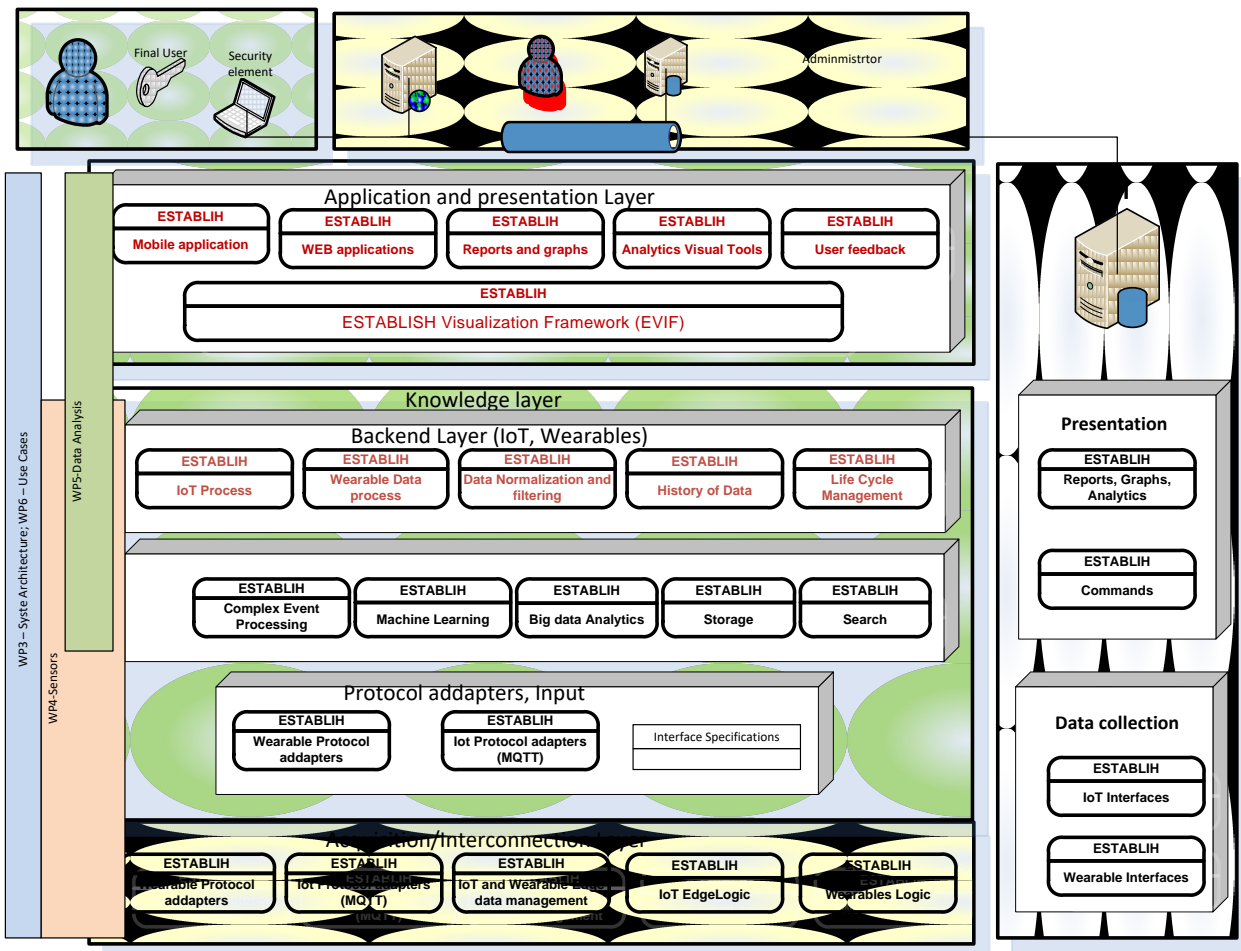 Final User
Security
element
Adminmistrtor
Application and presentation Layer
ESTABLIH
Mobile application
ESTABLIH
WEB applications
ESTABLIH
Reports and graphs
ESTABLIH
Analytics Visual Tools
ESTABLIH
User feedback
ESTABLIH
ESTABLISH Visualization Framework (EVIF)
WP3 – Syste Architecture; WP6 – Use Cases
WP5-Data Analysis
WP4-Sensors
Knowledge layer
Backend Layer (IoT, Wearables)
ESTABLIH
IoT Process
ESTABLIH
Wearable Data
process
ESTABLIH
Data Normalization and
filtering
ESTABLIH
History of Data
ESTABLIH
Life Cycle
Management
ESTABLIH
Complex Event
Processing
ESTABLIH
Machine Learning
ESTABLIH
Big data Analytics
ESTABLIH
Storage
ESTABLIH
Search
Protocol addapters, Input
ESTABLIH
Wearable Protocol
addapters
ESTABLIH
Iot Protocol adapters
(MQTT)
Interface Specifications
Acquisition/Interconnection Layer
ESTABLIH
Wearable Protocol
addapters
ESTABLIH
Iot Protocol adapters
(MQTT)
ESTABLIH
IoT and Wearable Edge
data management
ESTABLIH
IoT EdgeLogic
ESTABLIH
Wearables Logic
Presentation
ESTABLIH
Reports, Graphs,
Analytics
ESTABLIH
Commands
Data collection
ESTABLIH
IoT Interfaces
ESTABLIH
Wearable Interfaces